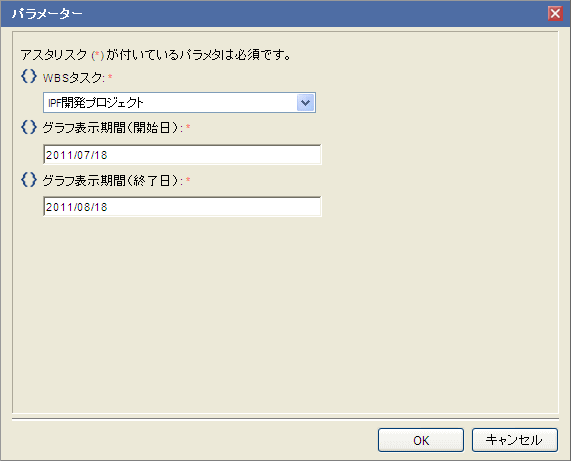 パラメーター
アスタリスク (*) が付いているパラメタは必須です。
WBSタスク: *
IPF開発プロジェクト
グラフ表示期間(開始日): *
2011/07/18
グラフ表示期間(終了日): *
2011/08/18
OK キャンセル